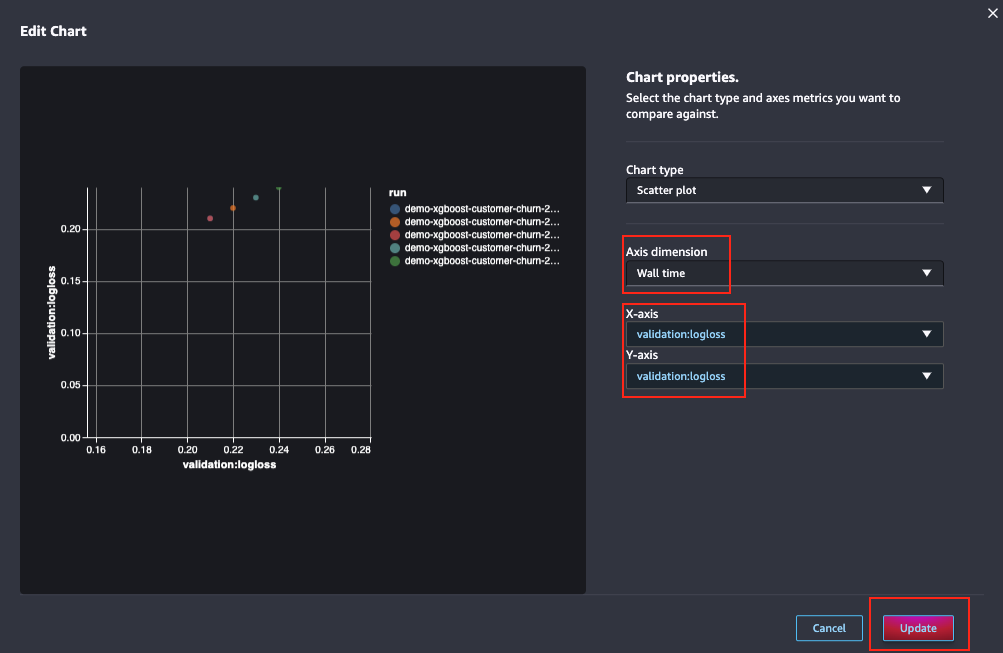 Edit Chart
Chart properties.
Select the chart type and axes metrics you want to
compare against.
Chart type
Scatter plot
Axis dimension
Wall time
X-axis
validation:logloss
Y-axis
validation:logloss
validation:logloss
0.20
0.15
0.10
0.05
0.00
0.16 0.18 0.20 0.22 0.24 0.26 0.28
validation:logloss
run
demo-xgboost-customer-churn-2...
demo-xgboost-customer-churn-2...
demo-xgboost-customer-churn-2...
demo-xgboost-customer-churn-2...
demo-xgboost-customer-churn-2...
Cancel
Update